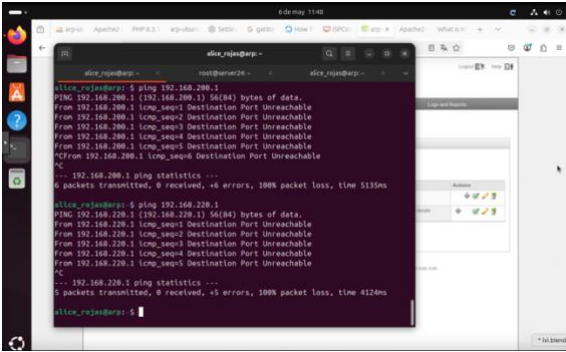 6 de may 11:48
alice_rojas@arp: ~
alice_rojas@arp: ~
root@server24: ~
alice_rojas@arp: ~
alice_rojas@arp:~$ ping 192.168.200.1
PING 192.168.200.1 (192.168.200.1) 56(84) bytes of data.
From 192.168.200.1 icmp_seq=1 Destination Port Unreachable
From 192.168.200.1 icmp_seq=2 Destination Port Unreachable
From 192.168.200.1 icmp_seq=3 Destination Port Unreachable
From 192.168.200.1 icmp_seq=4 Destination Port Unreachable
From 192.168.200.1 icmp_seq=5 Destination Port Unreachable
^CFrom 192.168.200.1 icmp_seq=6 Destination Port Unreachable
^C
--- 192.168.200.1 ping statistics ---
6 packets transmitted, 0 received, +6 errors, 100% packet loss, time 5135ms
alice_rojas@arp:~$ ping 192.168.220.1
PING 192.168.220.1 (192.168.220.1) 56(84) bytes of data.
From 192.168.220.1 icmp_seq=1 Destination Port Unreachable
From 192.168.220.1 icmp_seq=2 Destination Port Unreachable
From 192.168.220.1 icmp_seq=3 Destination Port Unreachable
From 192.168.220.1 icmp_seq=4 Destination Port Unreachable
From 192.168.220.1 icmp_seq=5 Destination Port Unreachable
^C
--- 192.168.220.1 ping statistics ---
5 packets transmitted, 0 received, +5 errors, 100% packet loss, time 4124ms
alice_rojas@arp:~$
Logout
Help
Logs and Reports
Actions